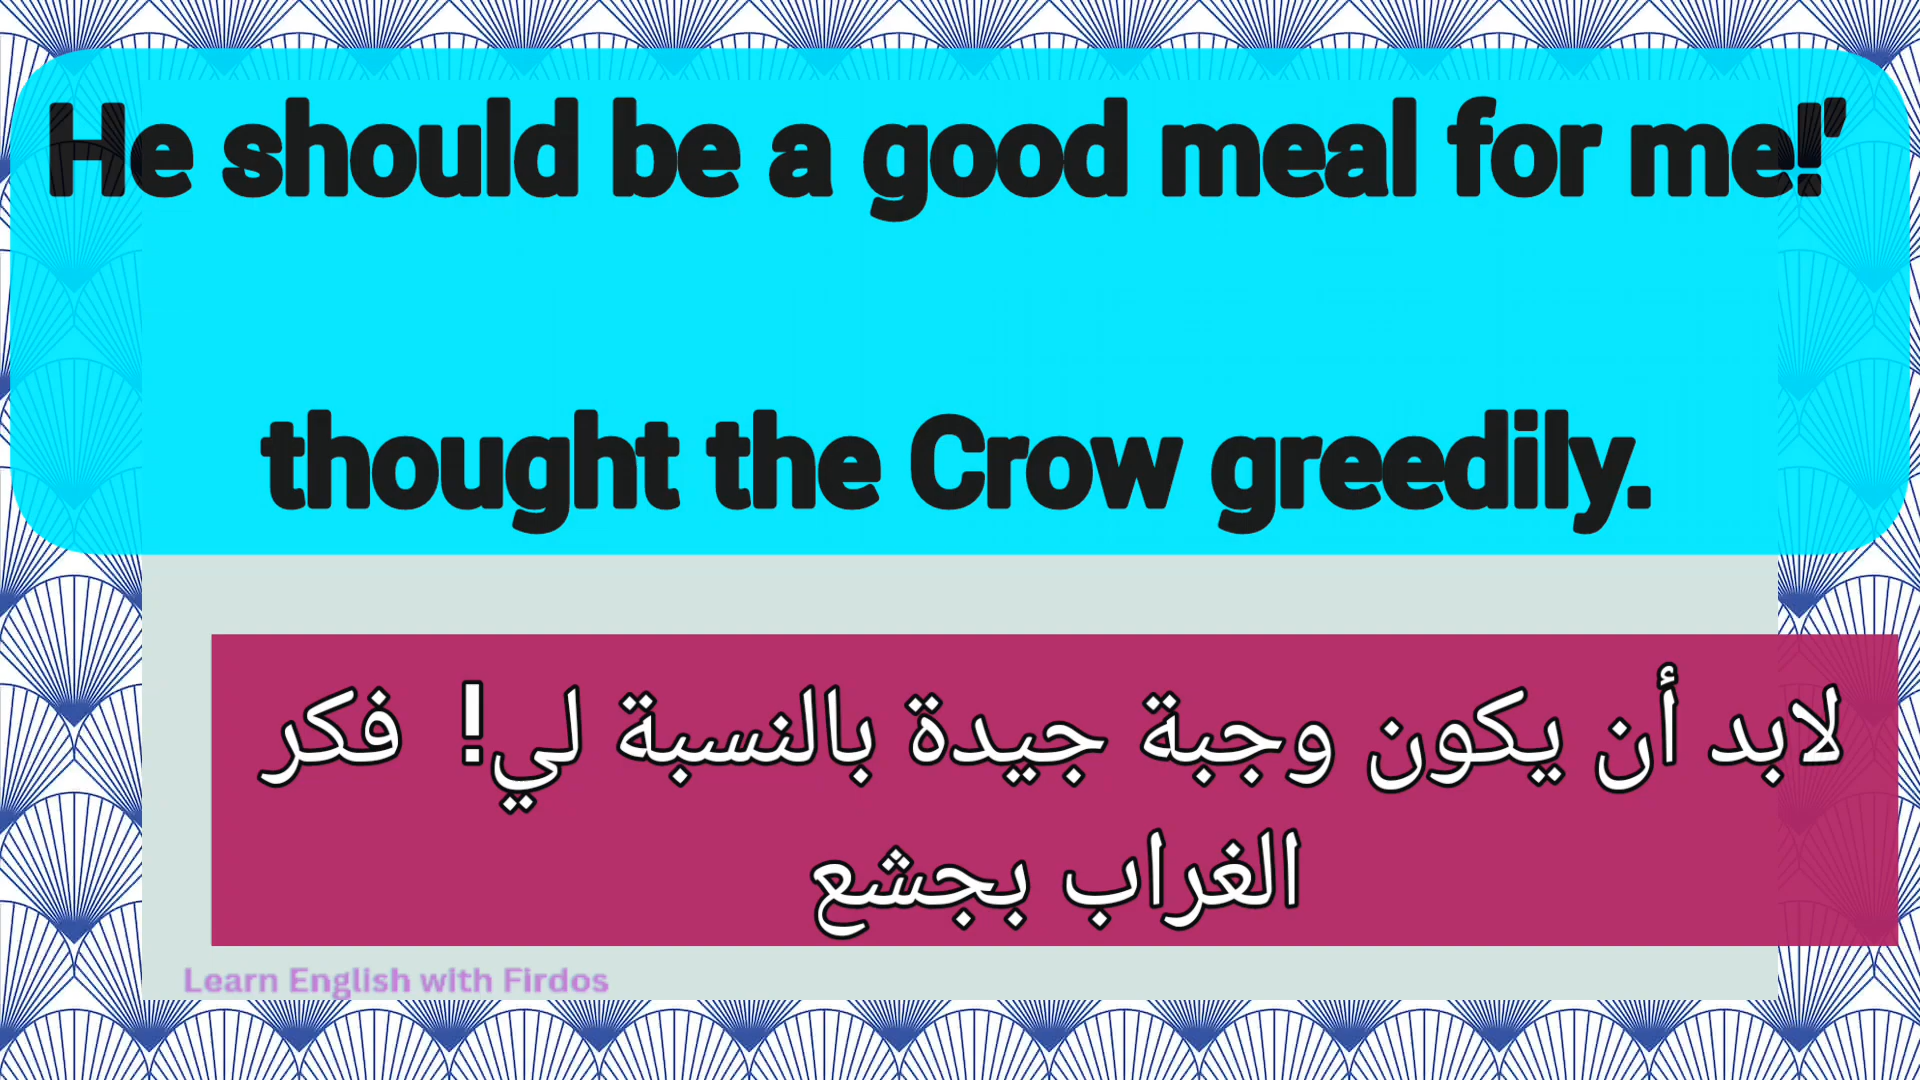 He should be a good meal for me!'
thought the Crow greedily.
لابد أن يكون وجبة جيدة بالنسبة لي! فكر
الغراب بجشع
Learn English with Firdos